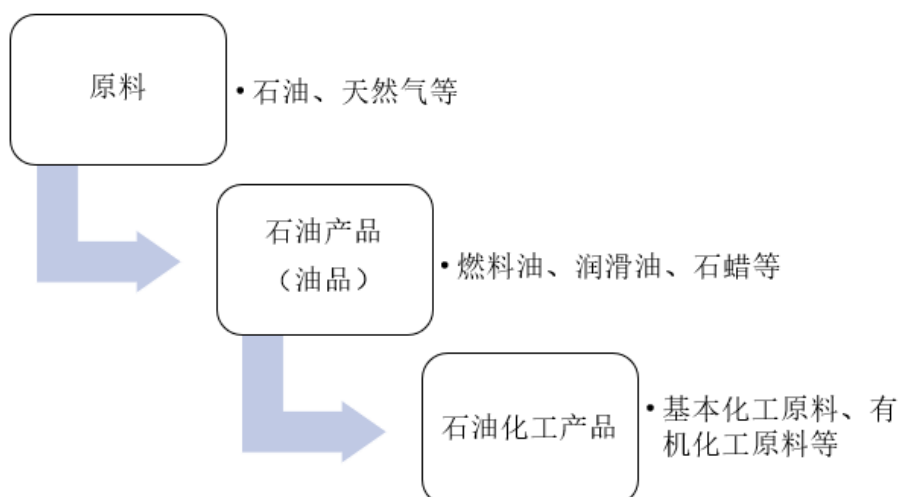 原料
•石油、天然气等
石油产品
（油品）
•燃料油、润滑油、石蜡等
石油化工产品
•基本化工原料、有
机化工原料等